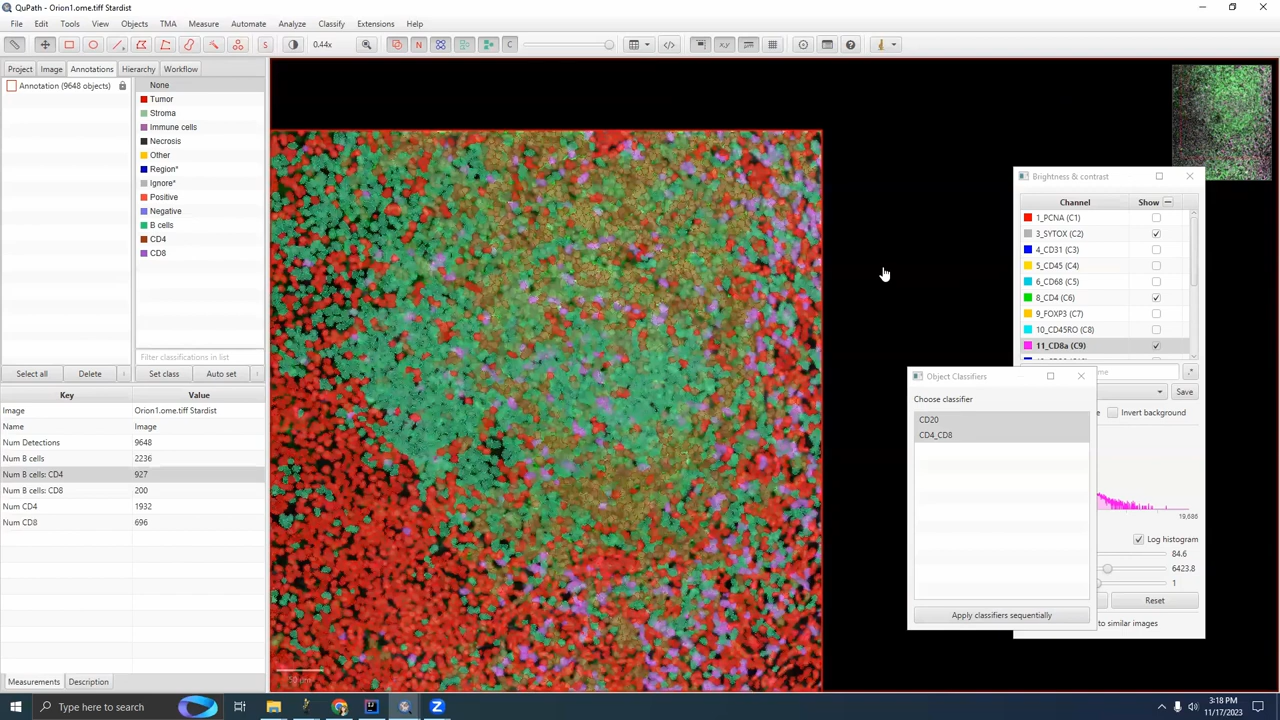 QuPath - Orion1.ome.tiff Stardist
File Edit Tools View Objects TMA Measure Automate Analyze Classify Extensions Help
N S 0.44x C
Project Image Annotations Hierarchy Workflow
Annotation (9648 objects)
None
Tumor
Stroma
Immune cells
Necrosis
Other
Region*
Ignore*
Positive
Negative
B cells
CD4
CD8
Filter classifications in list
Select all Delete Set class Auto set
Key Value
Image Orion1.ome.tiff Stardist
Name Image
Num Detections 9648
Num B cells 2236
Num B cells: CD4 927
Num B cells: CD8 200
Num CD4 1932
Num CD8 696
Measurements Description
50 µm
Brightness & contrast
Channel Show
1_PCNA (C1)
3_SYTOX (C2)
4_CD31 (C3)
5_CD45 (C4)
6_CD68 (C5)
8_CD4 (C6)
9_FOXP3 (C7)
10_CD45RO (C8)
11_CD8a (C9)
Save
Invert background
19,686
Log histogram
84.6
6423.8
1
Reset
to similar images
Object Classifiers
Choose classifier
CD20
CD4_CD8
Apply classifiers sequentially
Type here to search
3:18 PM
11/17/2023